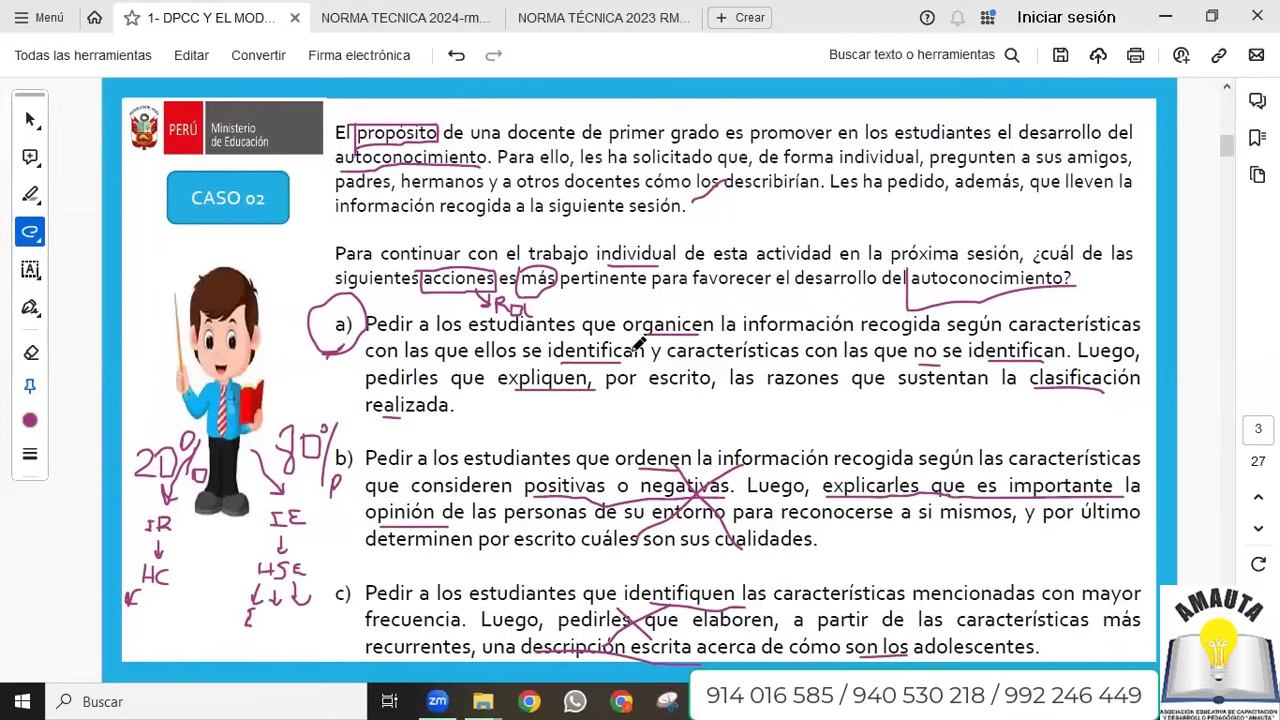 Menú
1- DPCC Y EL MOD...
NORMA TECNICA 2024-rm...
NORMA TÉCNICA 2023 RM...
Crear
Iniciar sesión
Todas las herramientas
Editar
Convertir
Firma electrónica
Buscar texto o herramientas
PERÚ
Ministerio
de Educación
CASO 02
El propósito de una docente de primer grado es promover en los estudiantes el desarrollo del
autoconocimiento. Para ello, les ha solicitado que, de forma individual, pregunten a sus amigos,
padres, hermanos y a otros docentes cómo los describirían. Les ha pedido, además, que lleven la
información recogida a la siguiente sesión.
Para continuar con el trabajo individual de esta actividad en la próxima sesión, ¿cuál de las
siguientes acciones es más pertinente para favorecer el desarrollo del autoconocimiento?
a) Pedir a los estudiantes que organicen la información recogida según características
con las que ellos se identifican y características con las que no se identifican. Luego,
pedirles que expliquen, por escrito, las razones que sustentan la clasificación
realizada.
b) Pedir a los estudiantes que ordenen la información recogida según las características
que consideren positivas o negativas. Luego, explicarles que es importante la
opinión de las personas de su entorno para reconocerse a si mismos, y por último
determinen por escrito cuáles son sus cualidades.
c) Pedir a los estudiantes que identifiquen las características mencionadas con mayor
frecuencia. Luego, pedirles que elaboren, a partir de las características más
recurrentes, una descripción escrita acerca de cómo son los adolescentes.
20%
80%
P
IR
IE
HC
HSE
3
27
AMAUTA
ASOCIACIÓN EDUCATIVA DE CAPACITACIÓN
Y DESARROLLO PEDAGÓGICO "AMAUTA"
914 016 585 / 940 530 218 / 992 246 449
Buscar
zm